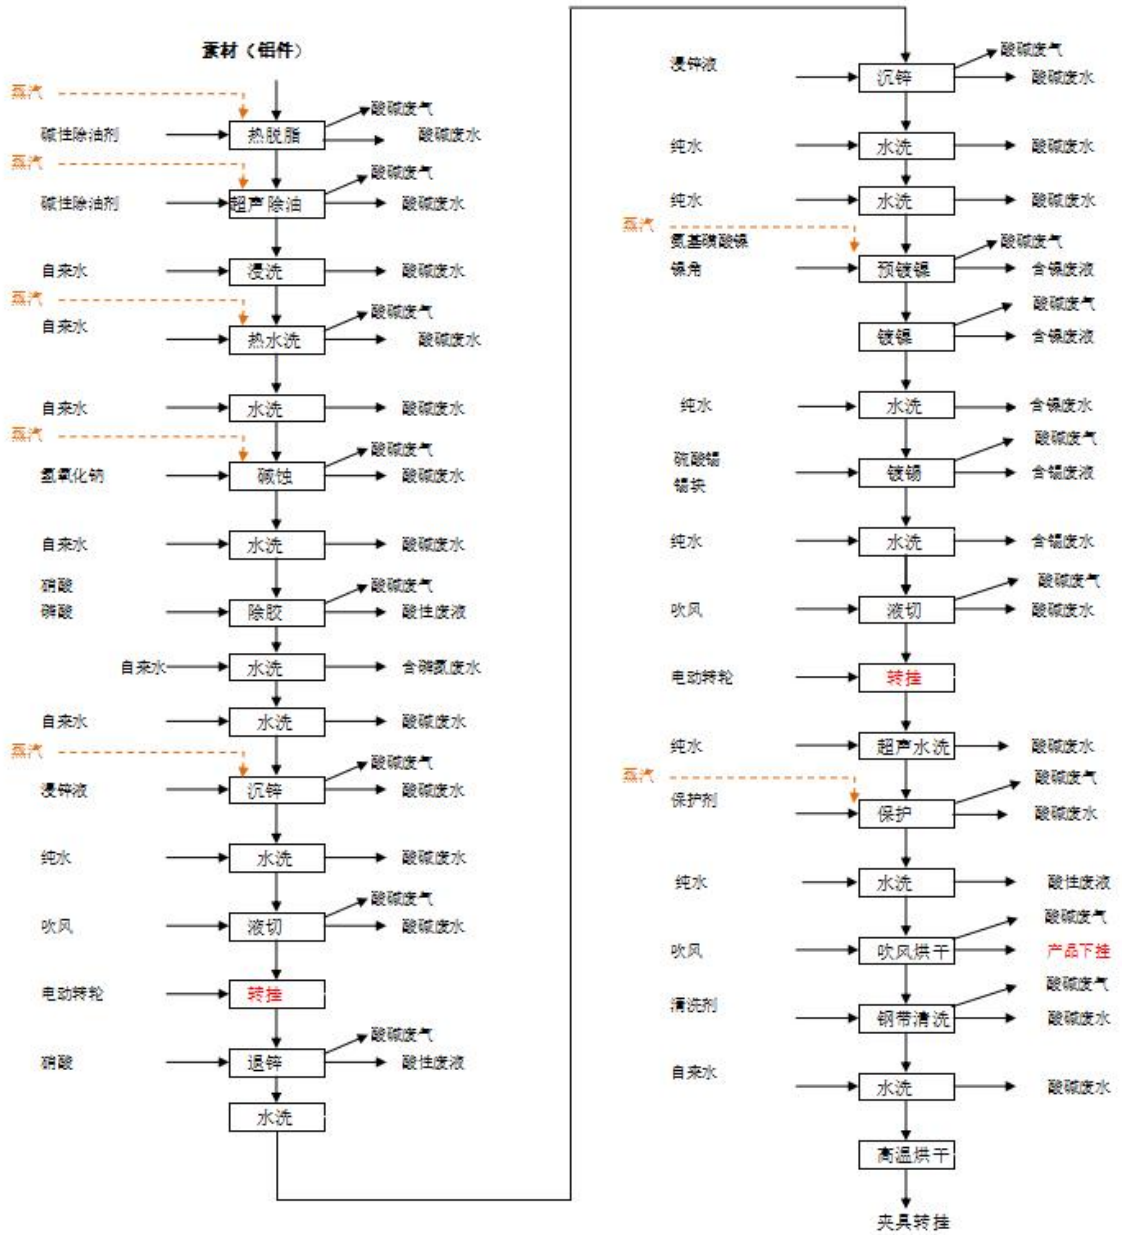 素材（铝件）
蒸汽
酸碱废气
碱性除油剂
热脱脂
酸碱废水
蒸汽
酸碱废气
碱性除油剂
超声除油
酸碱废水
自来水
浸洗
酸碱废水
蒸汽
酸碱废气
自来水
热水洗
酸碱废水
自来水
水洗
酸碱废水
蒸汽
酸碱废气
氢氧化钠
碱蚀
酸碱废水
自来水
水洗
酸碱废水
硝酸
酸碱废气
磷酸
除胶
酸性废液
自来水
水洗
含磷氮废水
自来水
水洗
酸碱废水
蒸汽
酸碱废气
浸锌液
沉锌
酸碱废水
纯水
水洗
酸碱废水
酸碱废气
吹风
液切
酸碱废水
电动转轮
转挂
酸碱废气
硝酸
退锌
酸性废液
水洗
酸碱废气
浸锌液
沉锌
酸碱废水
纯水
水洗
酸碱废水
纯水
水洗
酸碱废水
蒸汽
氨基磺酸镍
酸碱废气
镍角
预镀镍
含镍废液
酸碱废气
镀镍
含镍废液
纯水
水洗
含镍废水
酸碱废气
硫酸锡
锡块
镀锡
含锡废液
纯水
水洗
含锡废水
酸碱废气
吹风
液切
酸碱废水
电动转轮
转挂
纯水
超声水洗
酸碱废水
蒸汽
酸碱废气
保护剂
保护
酸碱废水
纯水
水洗
酸性废液
酸碱废气
吹风
吹风烘干
产品下挂
酸碱废气
清洗剂
钢带清洗
酸碱废水
自来水
水洗
酸碱废水
高温烘干
夹具转挂